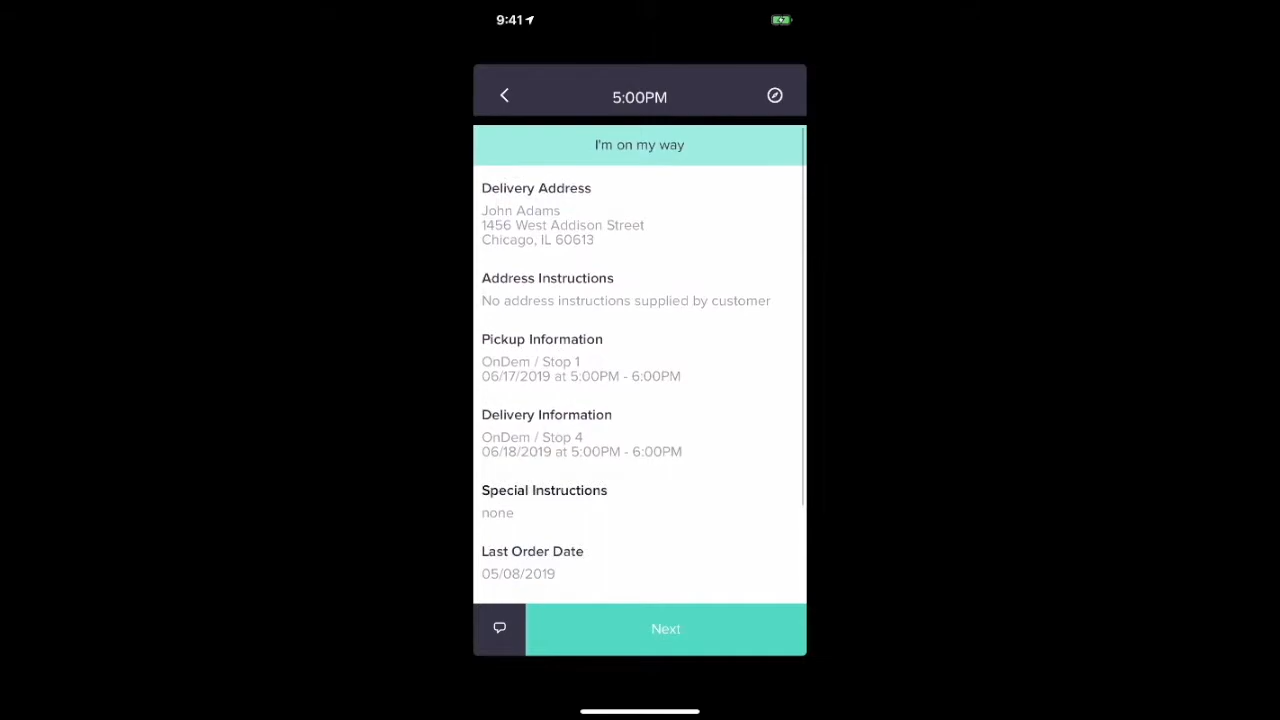 9:41
5:00PM
I'm on my way
Delivery Address
John Adams
1456 West Addison Street
Chicago, IL 60613
Address Instructions
No address instructions supplied by customer
Pickup Information
OnDem / Stop 1
06/17/2019 at 5:00PM - 6:00PM
Delivery Information
OnDem / Stop 4
06/18/2019 at 5:00PM - 6:00PM
Special Instructions
none
Last Order Date
05/08/2019
Next